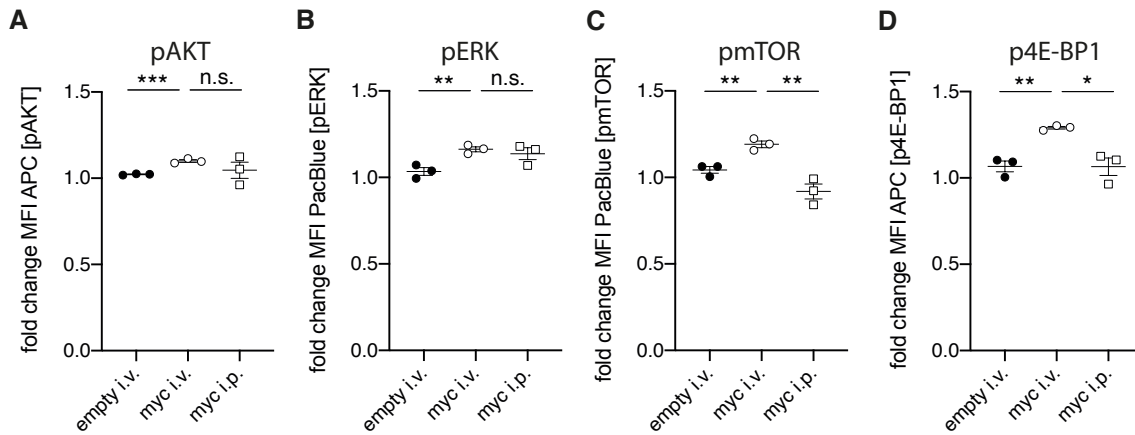 A
pAKT
*** n.s.
fold change MFI APC [pAKT]
1.5
1.0
0.5
0.0
empty i.v.
myc i.v.
myc i.p.
B
pERK
** n.s.
fold change MFI PacBlue [pERK]
1.5
1.0
0.5
0.0
empty i.v.
myc i.v.
myc i.p.
C
pmTOR
** **
fold change MFI PacBlue [pmTOR]
1.5
1.0
0.5
0.0
empty i.v.
myc i.v.
myc i.p.
D
p4E-BP1
** *
fold change MFI APC [p4E-BP1]
1.5
1.0
0.5
0.0
empty i.v.
myc i.v.
myc i.p.